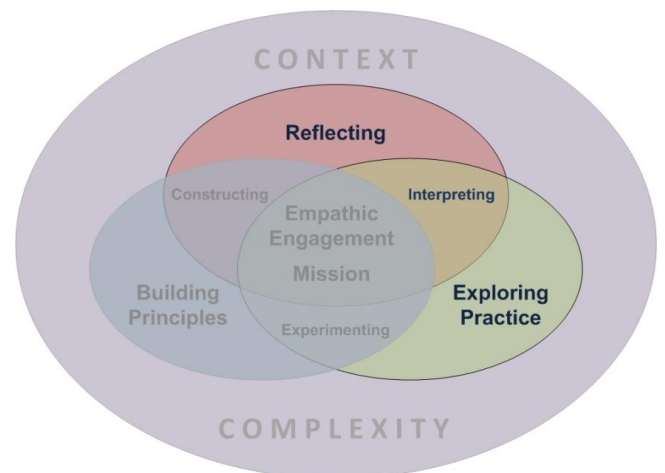 CONTEXT
Reflecting
Constructing
Interpreting
Empathic
Engagement
Mission
Building
Principles
Exploring
Practice
Experimenting
COMPLEXITY